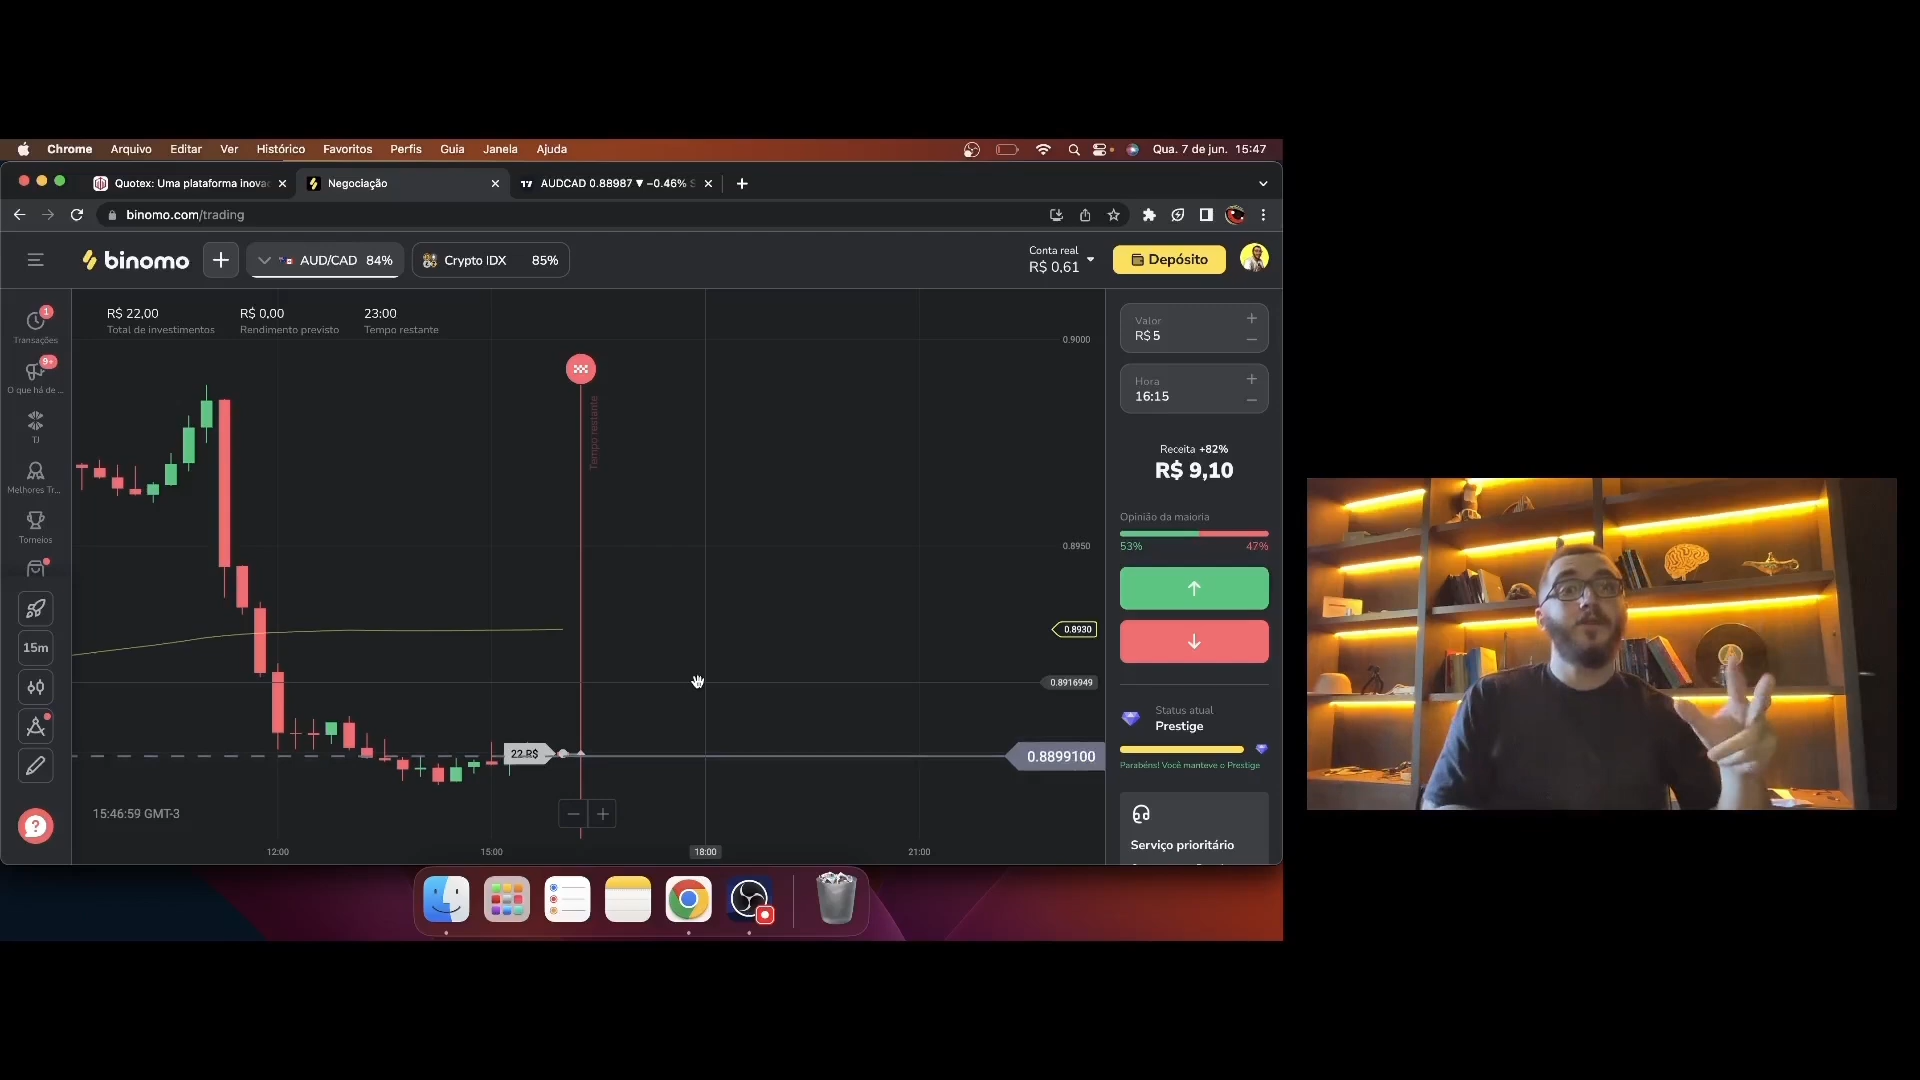 Chrome Arquivo Editar Ver Histórico Favoritos Perfis Guia Janela Ajuda Qua. 7 de jun. 15:47
Quotex: Uma plataforma inova Negociação AUDCAD 0.88987 ▼ −0.46% S
binomo.com/trading
binomo AUD/CAD 84% Crypto IDX 85% Conta real R$ 0,61 Depósito
R$ 22,00 R$ 0,00 23:00
Total de investimentos Rendimento previsto Tempo restante
1
Transações
9+
O que há de ...
TJ
Melhores Tr...
Torneios
15m
Tempo restante
22 R$
15:46:59 GMT-3
12:00 15:00 18:00 21:00
0.9000
0.8950
0.8930
0.8916949
0.8899100
Valor
R$ 5
Hora
16:15
Receita +82%
R$ 9,10
Opinião da maioria
53% 47%
Status atual
Prestige
Parabéns! Você manteve o Prestige
Serviço prioritário